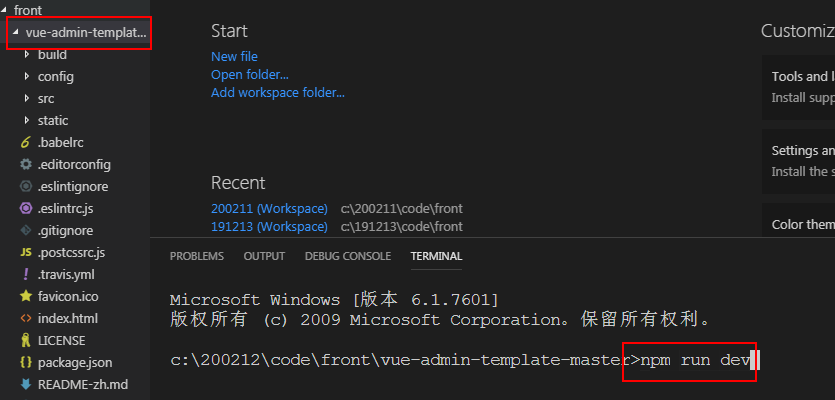 front
vue-admin-templat...
build
config
src
static
.babelrc
.editorconfig
.eslintignore
.eslintrc.js
.gitignore
.postcssrc.js
.travis.yml
favicon.ico
index.html
LICENSE
package.json
README-zh.md
Start
New file
Open folder...
Add workspace folder...
Recent
200211 (Workspace) c:\200211\code\front
191213 (Workspace) c:\191213\code\front
Customiz
Tools and la
Install supp
Settings an
Install the s
Color them
PROBLEMS OUTPUT DEBUG CONSOLE TERMINAL
Microsoft Windows [版本 6.1.7601]
版权所有 (c) 2009 Microsoft Corporation。保留所有权利。
c:\200212\code\front\vue-admin-template-master>npm run dev